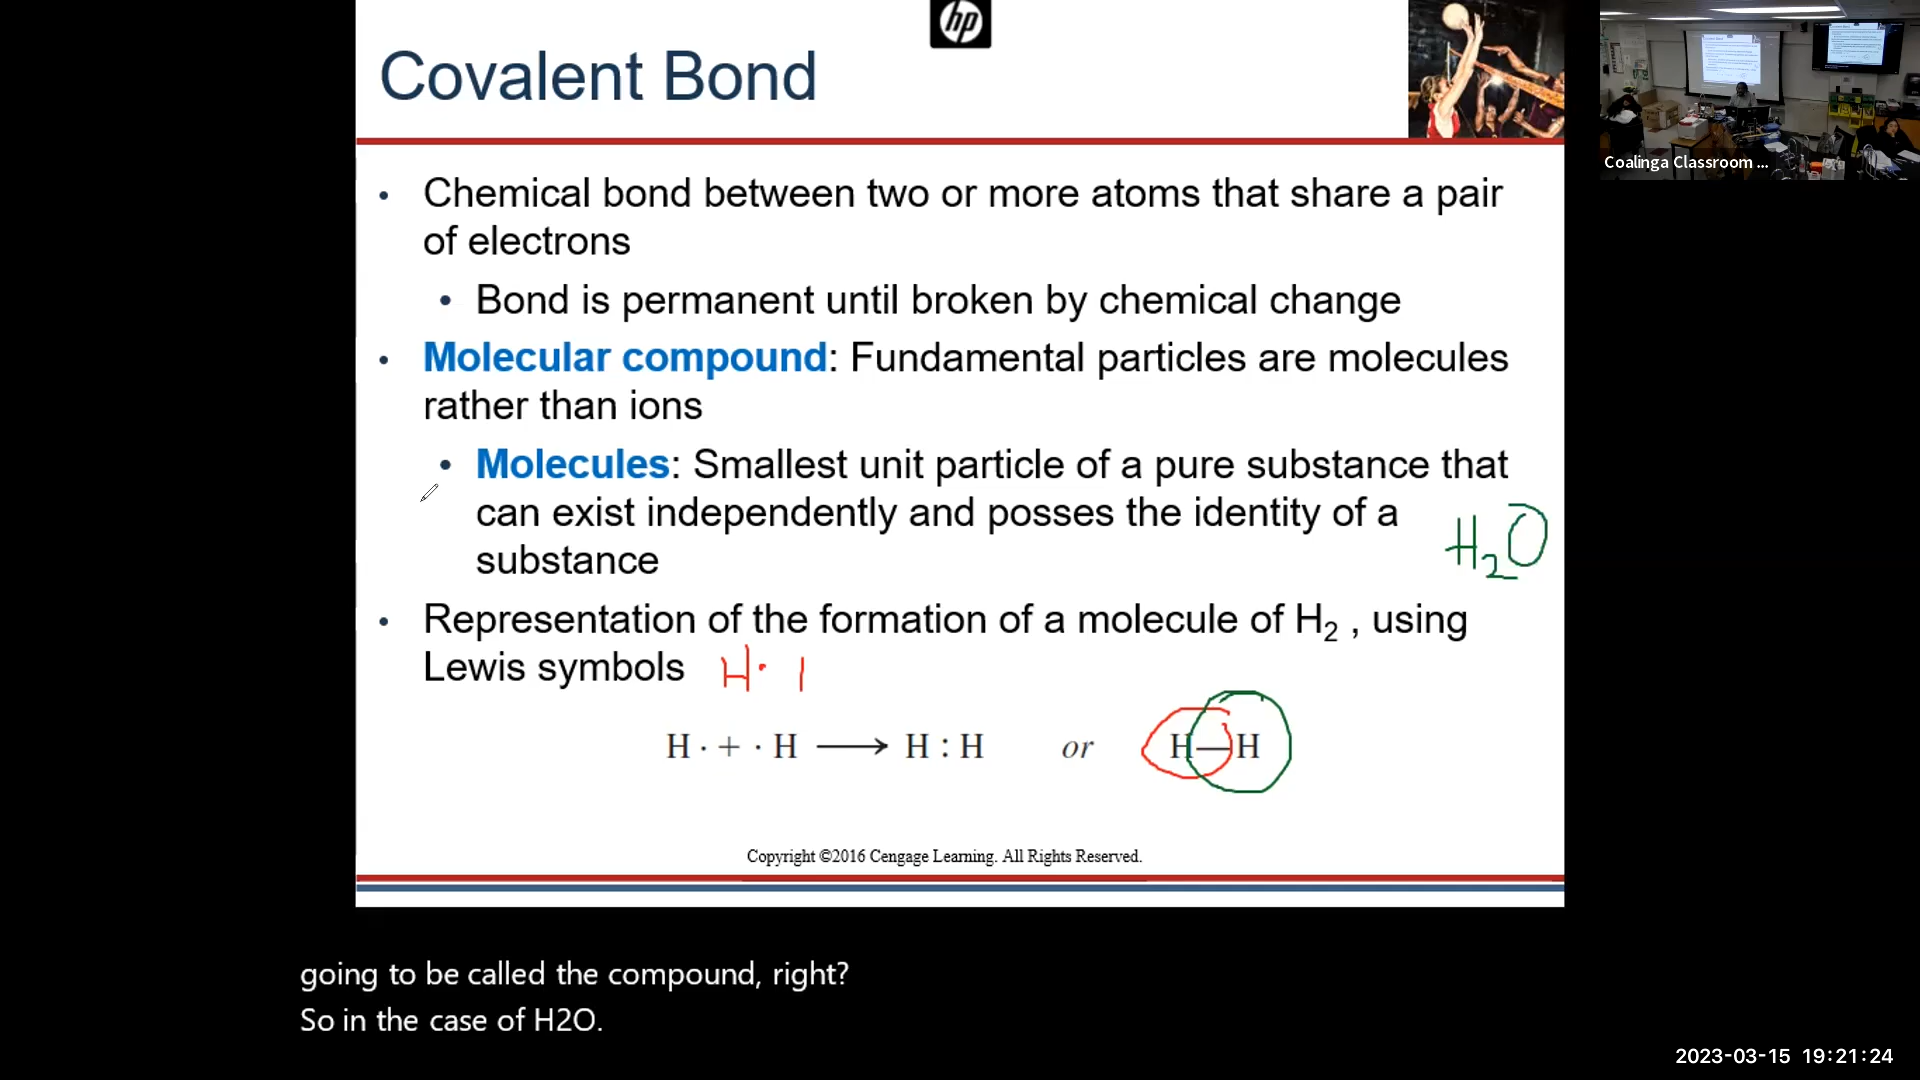 hp
Covalent Bond
Coalinga Classroom ...
• Chemical bond between two or more atoms that share a pair
of electrons
• Bond is permanent until broken by chemical change
• Molecular compound: Fundamental particles are molecules
rather than ions
• Molecules: Smallest unit particle of a pure substance that
can exist independently and posses the identity of a
substance
H₂O
• Representation of the formation of a molecule of H₂ , using
Lewis symbols H· I
H · + · H ⟶ H : H or H—H
Copyright ©2016 Cengage Learning. All Rights Reserved.
going to be called the compound, right?
So in the case of H2O.
2023-03-15 19:21:24